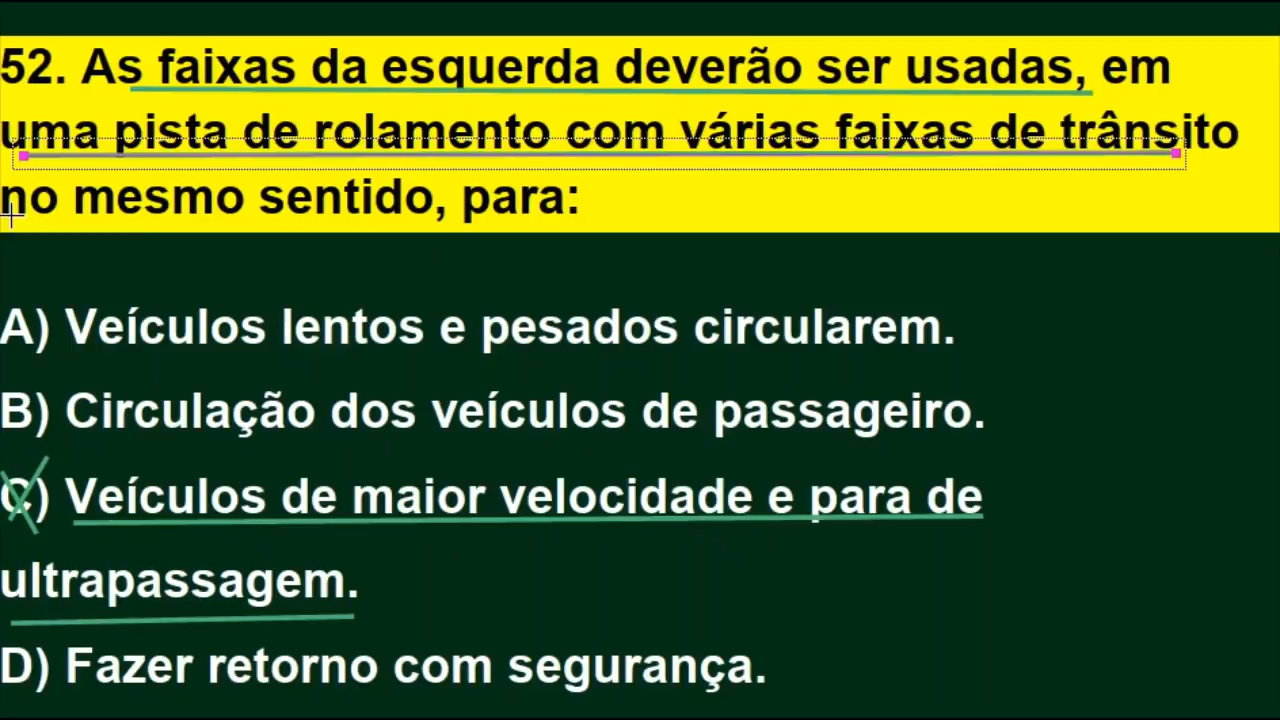 52. As faixas da esquerda deverão ser usadas, em
uma pista de rolamento com várias faixas de trânsito
no mesmo sentido, para:
A) Veículos lentos e pesados circularem.
B) Circulação dos veículos de passageiro.
C) Veículos de maior velocidade e para de
ultrapassagem.
D) Fazer retorno com segurança.